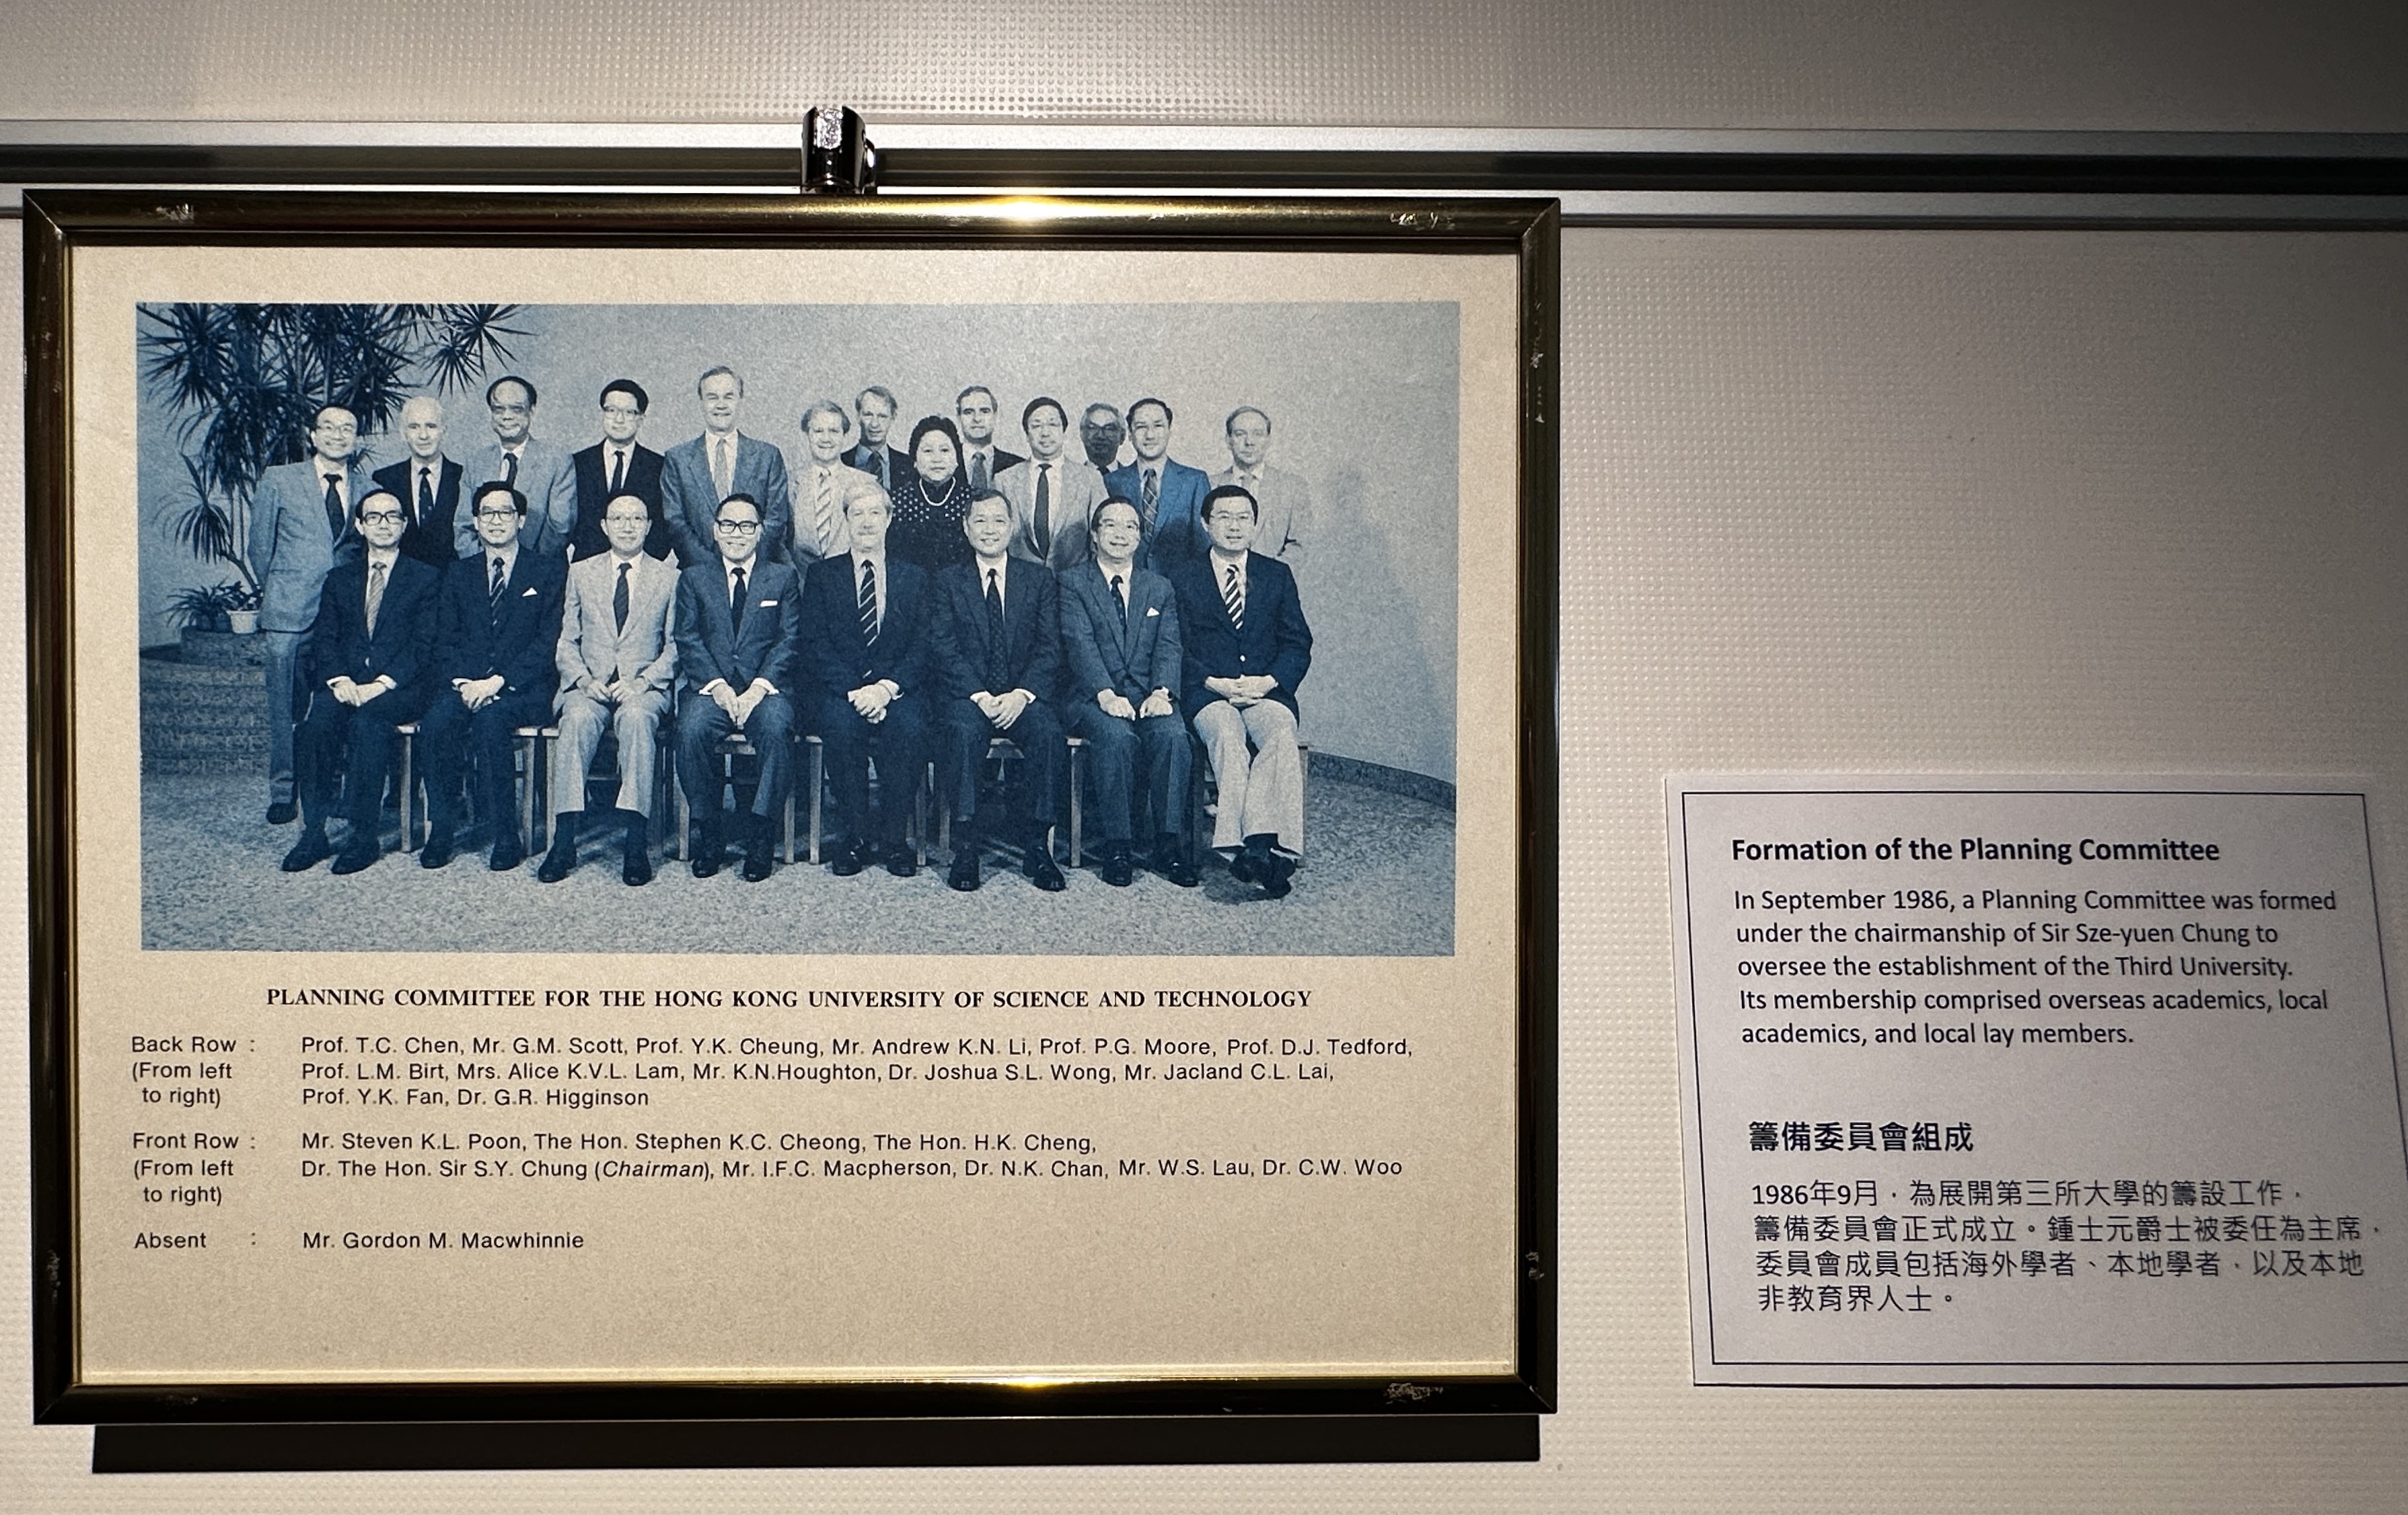 PLANNING COMMITTEE FOR THE HONG KONG UNIVERSITY OF SCIENCE AND TECHNOLOGY
Back Row : Prof. T.C. Chen, Mr. G.M. Scott, Prof. Y.K. Cheung, Mr. Andrew K.N. Li, Prof. P.G. Moore, Prof. D.J. Tedford,
(From left Prof. L.M. Birt, Mrs. Alice K.V.L. Lam, Mr. K.N.Houghton, Dr. Joshua S.L. Wong, Mr. Jacland C.L. Lai,
to right) Prof. Y.K. Fan, Dr. G.R. Higginson
Front Row : Mr. Steven K.L. Poon, The Hon. Stephen K.C. Cheong, The Hon. H.K. Cheng,
(From left Dr. The Hon. Sir S.Y. Chung (Chairman), Mr. I.F.C. Macpherson, Dr. N.K. Chan, Mr. W.S. Lau, Dr. C.W. Woo
to right)
Absent : Mr. Gordon M. Macwhinnie
Formation of the Planning Committee
In September 1986, a Planning Committee was formed
under the chairmanship of Sir Sze-yuen Chung to
oversee the establishment of the Third University.
Its membership comprised overseas academics, local
academics, and local lay members.
籌備委員會組成
1986年9月，為展開第三所大學的籌設工作，
籌備委員會正式成立。鍾士元爵士被委任為主席，
委員會成員包括海外學者、本地學者，以及本地
非教育界人士。